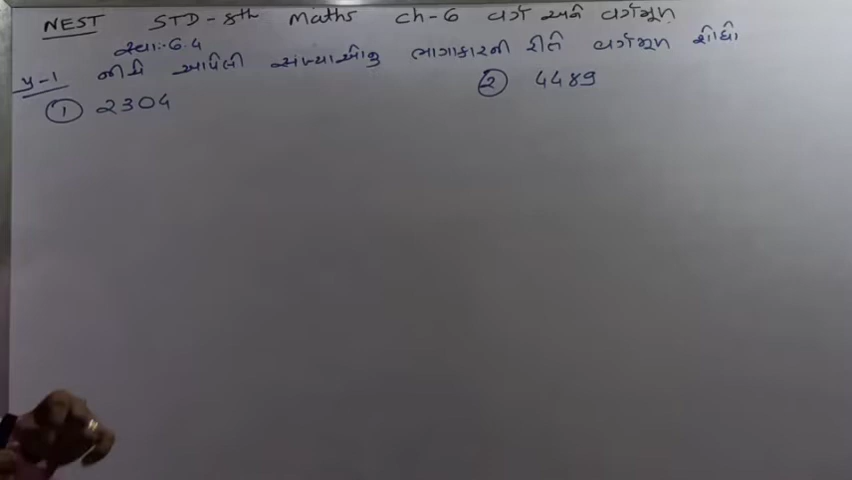 NEST STD-8th Maths Ch-6 વર્ગ અને વર્ગમૂળ
સ્વા:-6.4
પ્ર-1 નીચે આપેલી સંખ્યાઓનું ભાગાકારની રીતે વર્ગમૂળ શોધો
① 2304 ② 4489